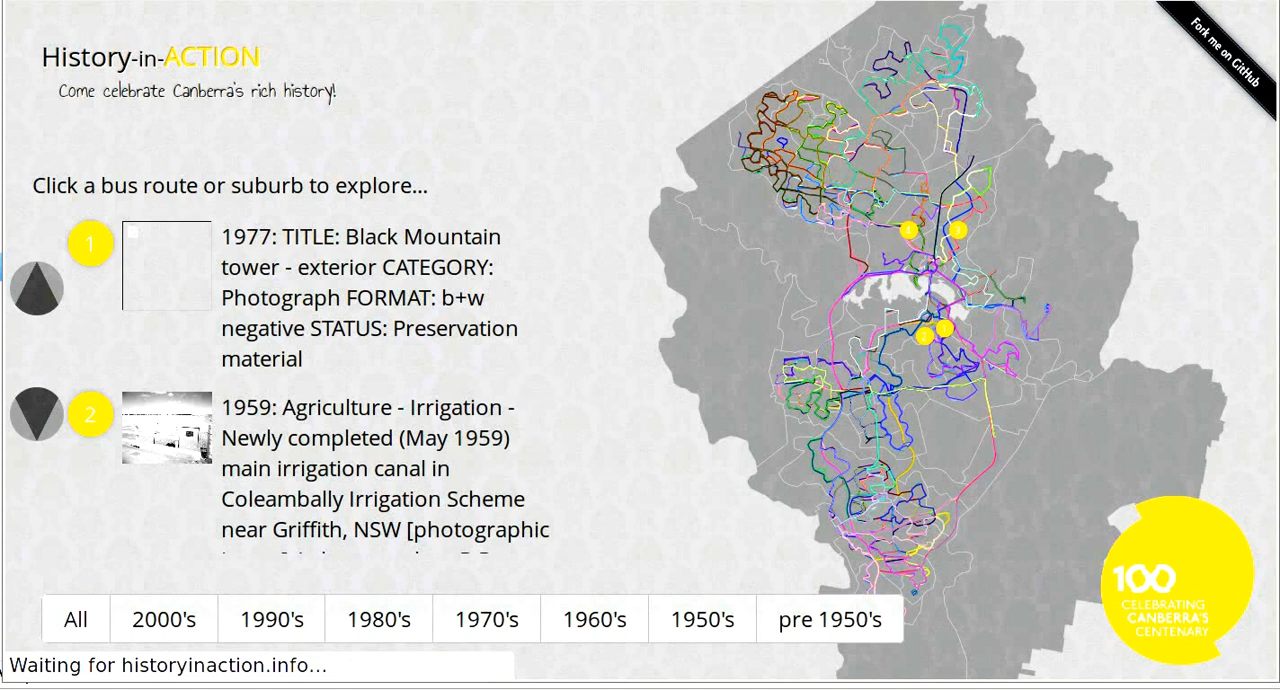 History-in-ACTION
Come celebrate Canberra's rich history!
Fork me on GitHub
Click a bus route or suburb to explore...
1
1977: TITLE: Black Mountain
tower - exterior CATEGORY:
Photograph FORMAT: b+w
negative STATUS: Preservation
material
2
1959: Agriculture - Irrigation -
Newly completed (May 1959)
main irrigation canal in
Coleambally Irrigation Scheme
near Griffith, NSW [photographic
3
1
100
CELEBRATING
CANBERRA'S
CENTENARY
All
2000's
1990's
1980's
1970's
1960's
1950's
pre 1950's
Waiting for historyinaction.info...